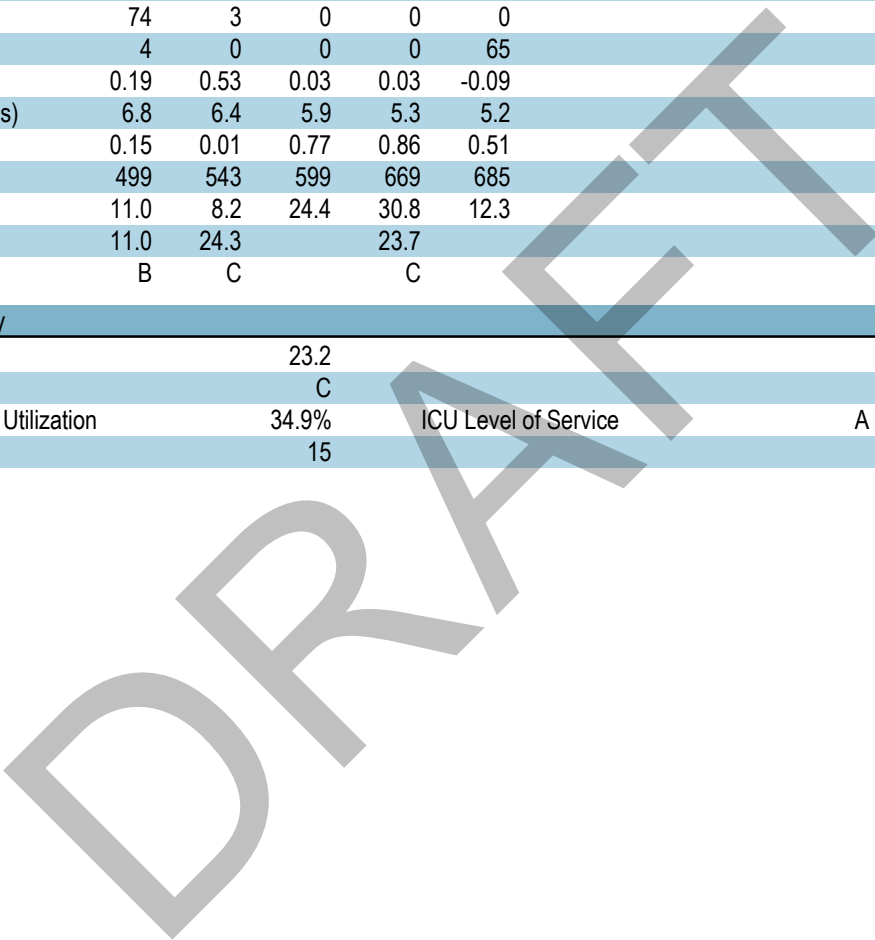 74 3 0 0 0
4 0 0 0 65
0.19 0.53 0.03 0.03 -0.09
s) 6.8 6.4 5.9 5.3 5.2
0.15 0.01 0.77 0.86 0.51
499 543 599 669 685
11.0 8.2 24.4 30.8 12.3
11.0 24.3 23.7
B C C
23.2
C
Utilization 34.9% ICU Level of Service A
15
DRAFT